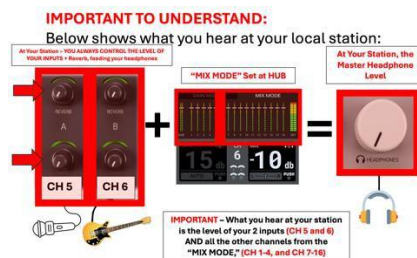 IMPORTANT TO UNDERSTAND:
Below shows what you hear at your local station:
At Your Station – YOU ALWAYS CONTROL THE LEVEL OF
YOUR INPUTS + Reverb, feeding your headphones
"MIX MODE" Set at HUB
At Your Station, the
Master Headphone
Level
REVERB
REVERB
A
B
CH 5
CH 6
+
MIX MODE
15
db
AUTO
CH
6
-10
db
PUSH
=
HEADPHONES
IMPORTANT – What you hear at your station
is the level of your 2 inputs (CH 5 and 6)
AND all the other channels from the
"MIX MODE," (CH 1-4, and CH 7-16)